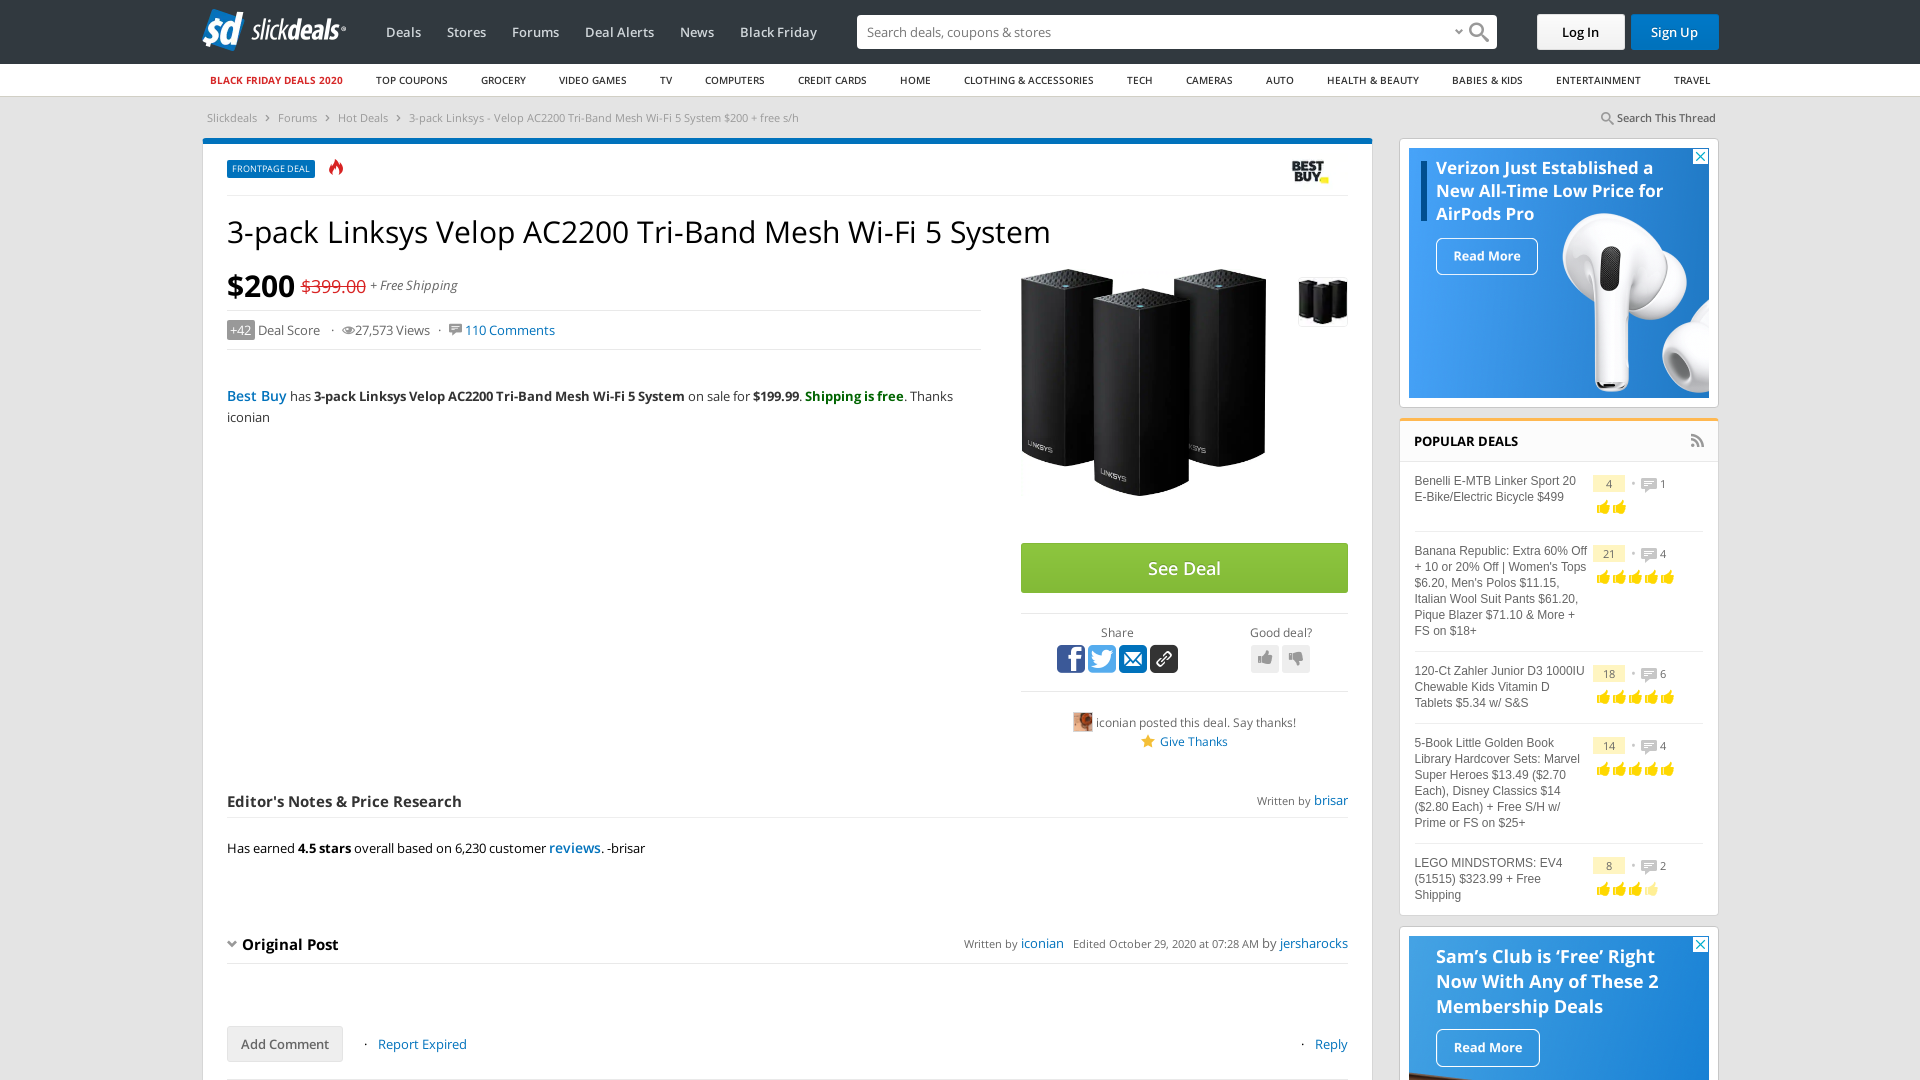 sd slickdeals
Deals Stores Forums Deal Alerts News Black Friday
Search deals, coupons & shops
Log In
Sign Up
BLACK FRIDAY DEALS 2020 TOP COUPONS GROCERY VIDEO GAMES TV COMPUTERS CREDIT CARDS HOME CLOTHING & ACCESSORIES TECH CAMERAS AUTO HEALTH & BEAUTY BABIES & KIDS ENTERTAINMENT TRAVEL
Slickdeals › Forums › Hot Deals › 3-pack Linksys - Velop AC2200 Tri-Band Mesh Wi-Fi 5 System $200 + free s/h
Search This Thread
FRONTPAGE DEAL
BEST
BUY
3-pack Linksys Velop AC2200 Tri-Band Mesh Wi-Fi 5 System
$200 $399.00 + Free Shipping
+42 Deal Score · 27,573 Views · 110 Comments
Best Buy has 3-pack Linksys Velop AC2200 Tri-Band Mesh Wi-Fi 5 System on sale for $199.99. Shipping is free. Thanks
iconian
LINKSYS
LINKSYS
LINKSYS
See Deal
Share
Good deal?
iconian posted this deal. Say thanks!
Give Thanks
Editor's Notes & Price Research
Written by brisar
Has earned 4.5 stars overall based on 6,230 customer reviews. -brisar
Original Post
Written by iconian Edited October 29, 2020 at 07:28 AM by jersharocks
Add Comment · Report Expired
· Reply
Verizon Just Established a
New All-Time Low Price for
AirPods Pro
Read More
POPULAR DEALS
Benelli E-MTB Linker Sport 20
E-Bike/Electric Bicycle $499
4 • 1
Banana Republic: Extra 60% Off
+ 10 or 20% Off | Women's Tops
$6.20, Men's Polos $11.15,
Italian Wool Suit Pants $61.20,
Pique Blazer $71.10 & More +
FS on $18+
21 • 4
120-Ct Zahler Junior D3 1000IU
Chewable Kids Vitamin D
Tablets $5.34 w/ S&S
18 • 6
5-Book Little Golden Book
Library Hardcover Sets: Marvel
Super Heroes $13.49 ($2.70
Each), Disney Classics $14
($2.80 Each) + Free S/H w/
Prime or FS on $25+
14 • 4
LEGO MINDSTORMS: EV4
(51515) $323.99 + Free
Shipping
8 • 2
Sam's Club is 'Free' Right
Now With Any of These 2
Membership Deals
Read More